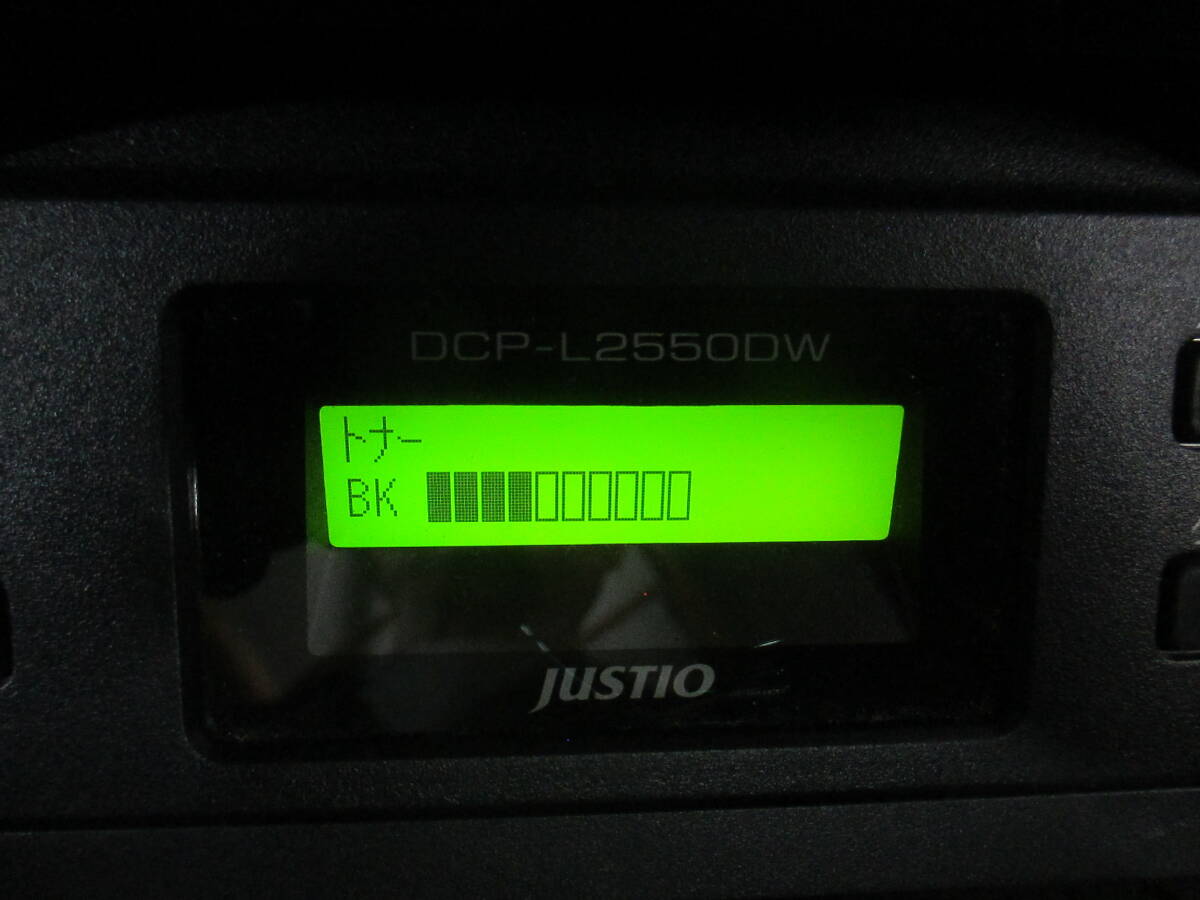 DCP-L2550DW
トナー
BK ■■■■□□□□□□
JUSTIO